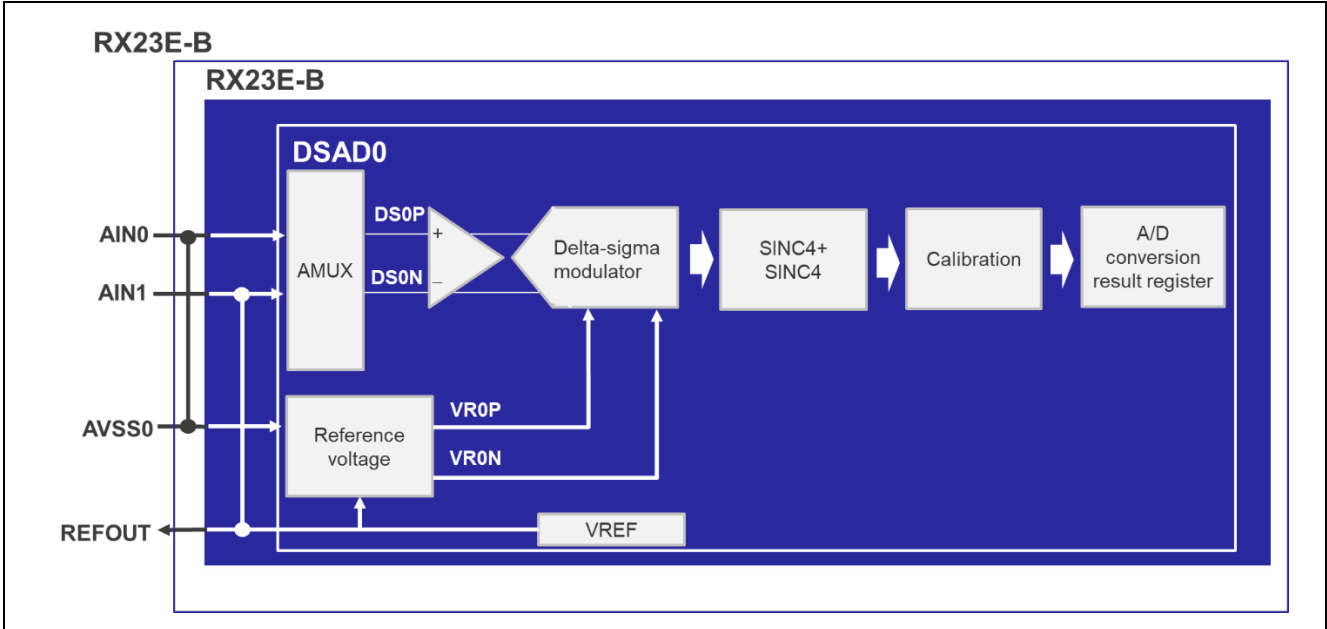 RX23E-B
RX23E-B
DSAD0
AIN0
AIN1
AVSS0
REFOUT
AMUX
DS0P
DS0N
+
−
Delta-sigma
modulator
SINC4+
SINC4
Calibration
A/D
conversion
result register
Reference
voltage
VR0P
VR0N
VREF